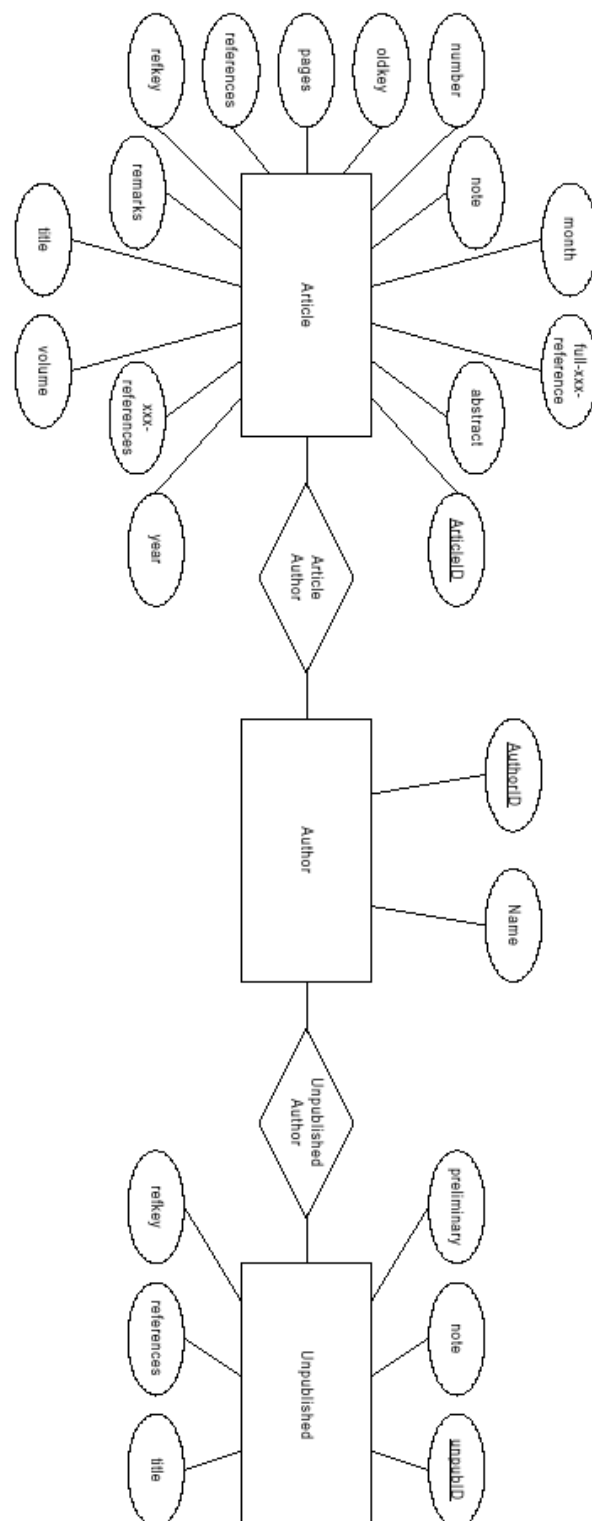 number
oldkey
pages
references
refkey
note
remarks
month
title
Article
full-xxx-
reference
volume
abstract
xxx-
references
ArticleID
year
Article
Author
AuthorID
Author
Name
Unpublished
Author
preliminary
refkey
note
references
Unpublished
unpubID
title